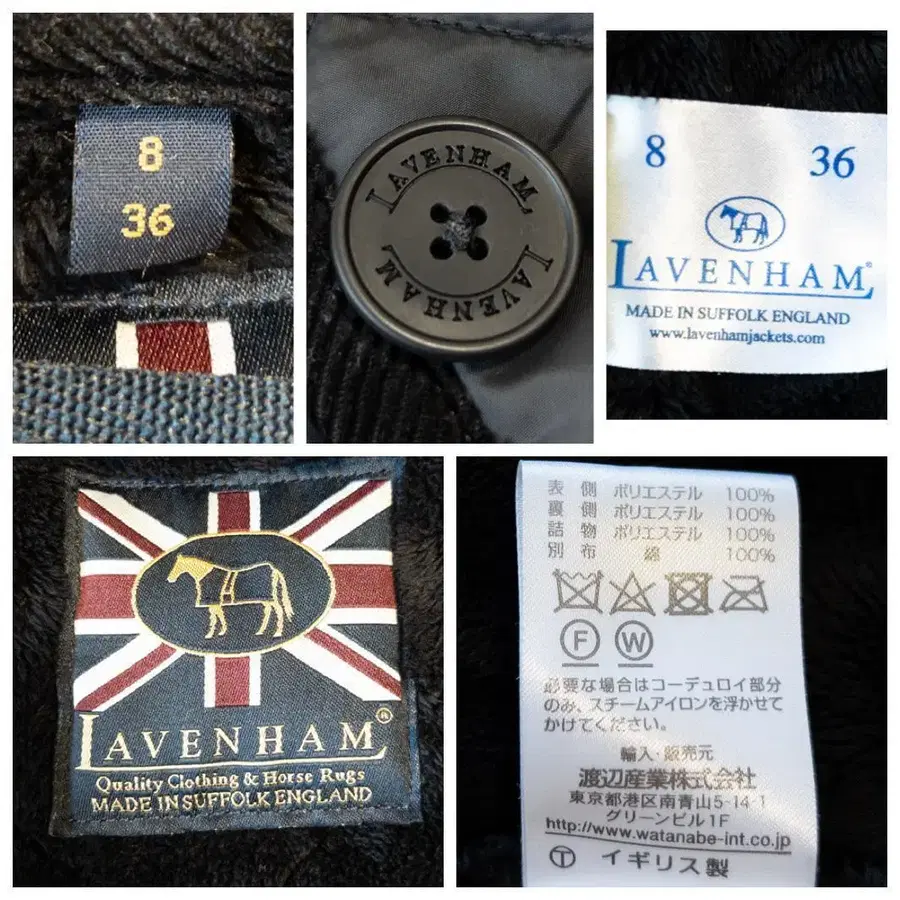 8
36
LAVENHAM
LAVENHAM
8 36
LAVENHAM®
MADE IN SUFFOLK ENGLAND
www.lavenhamjackets.com
LAVENHAM®
Quality Clothing & Horse Rugs
MADE IN SUFFOLK ENGLAND
表側 ポリエステル 100%
裏側 ポリエステル 100%
詰物 ポリエステル 100%
別布 綿 100%
F W
必要な場合はコーデュロイ部分
のみ、スチームアイロンを浮かせて
かけてください。
輸入・販売元
渡辺産業株式会社
東京都港区南青山5-14-1
グリーンビル1F
http://www.watanabe-int.co.jp
Ⓣ イギリス製